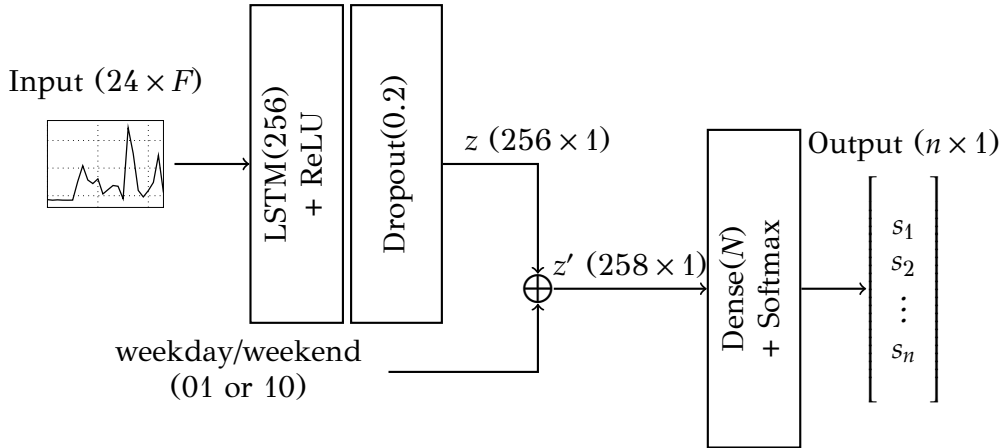 Input (24 × F)
LSTM(256)
+ ReLU
Dropout(0.2)
z (256 × 1)
weekday/weekend
(01 or 10)
z′ (258 × 1)
Dense(N)
+ Softmax
Output (n × 1)
s₁
s₂
⋮
sₙ